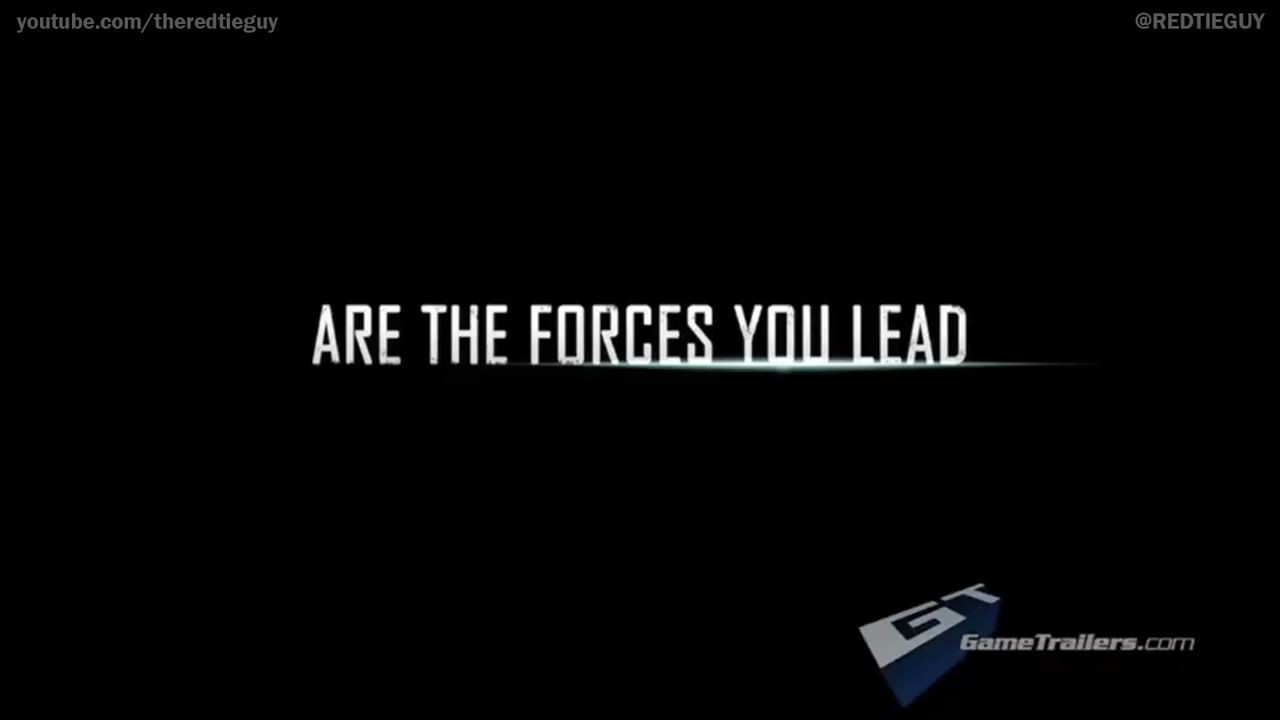 youtube.com/theredtieguy
@REDTIEGUY
ARE THE FORCES YOU LEAD
GT
GameTrailers.com